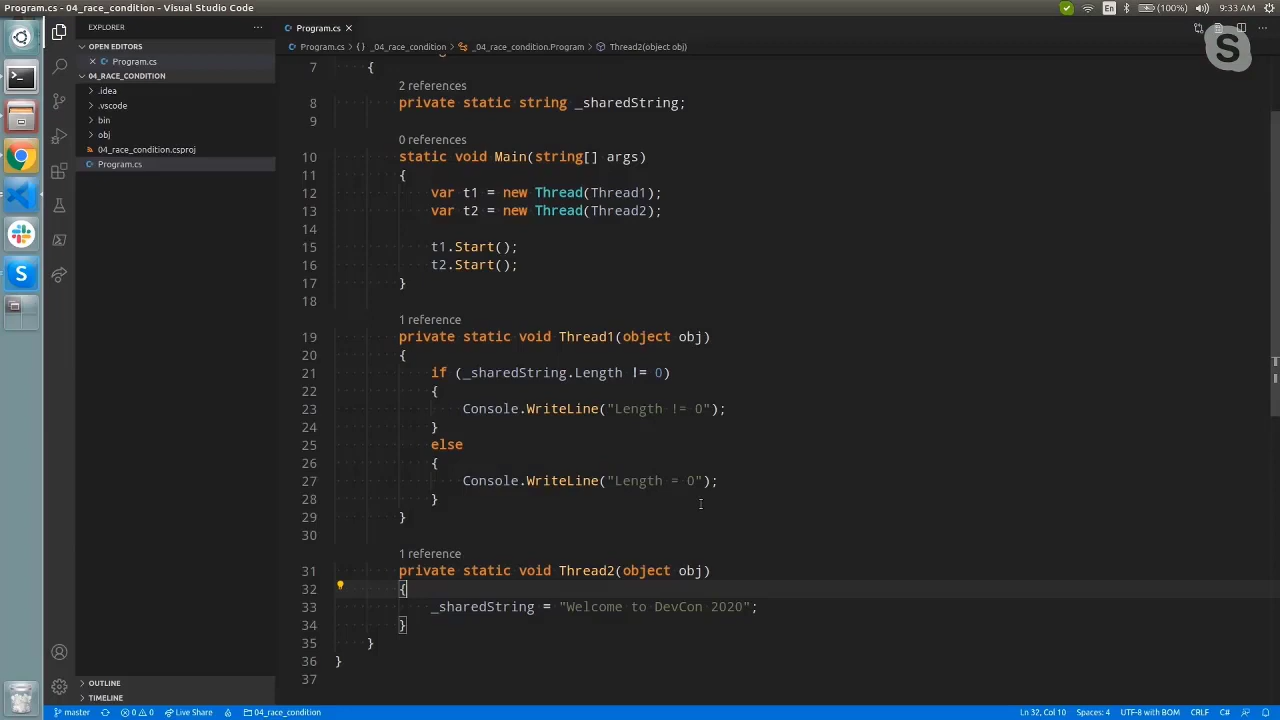 Program.cs - Visual Studio Code
En
(100%)
9:33 AM
EXPLORER
Program.cs
Program.cs
_04_race_condition
_04_race_condition.Program
Thread2(object obj)
OPEN EDITORS
Program.cs
04_RACE_CONDITION
.idea
.vscode
bin
obj
04_race_condition.csproj
Program.cs
OUTLINE
TIMELINE
7 {
2 references
8 private static string _sharedString;
9
0 references
10 static void Main(string[] args)
11 {
12 var t1 = new Thread(Thread1);
13 var t2 = new Thread(Thread2);
14
15 t1.Start();
16 t2.Start();
17 }
18
1 reference
19 private static void Thread1(object obj)
20 {
21 if (_sharedString.Length != 0)
22 {
23 Console.WriteLine("Length != 0");
24 }
25 else
26 {
27 Console.WriteLine("Length = 0");
28 }
29 }
30
1 reference
31 private static void Thread2(object obj)
32 {
33 _sharedString = "Welcome to DevCon 2020";
34 }
35 }
36 }
37
master
0
0
Live Share
04_race_condition
Ln 32, Col 10
Spaces: 4
UTF-8 with BOM
CRLF
C#